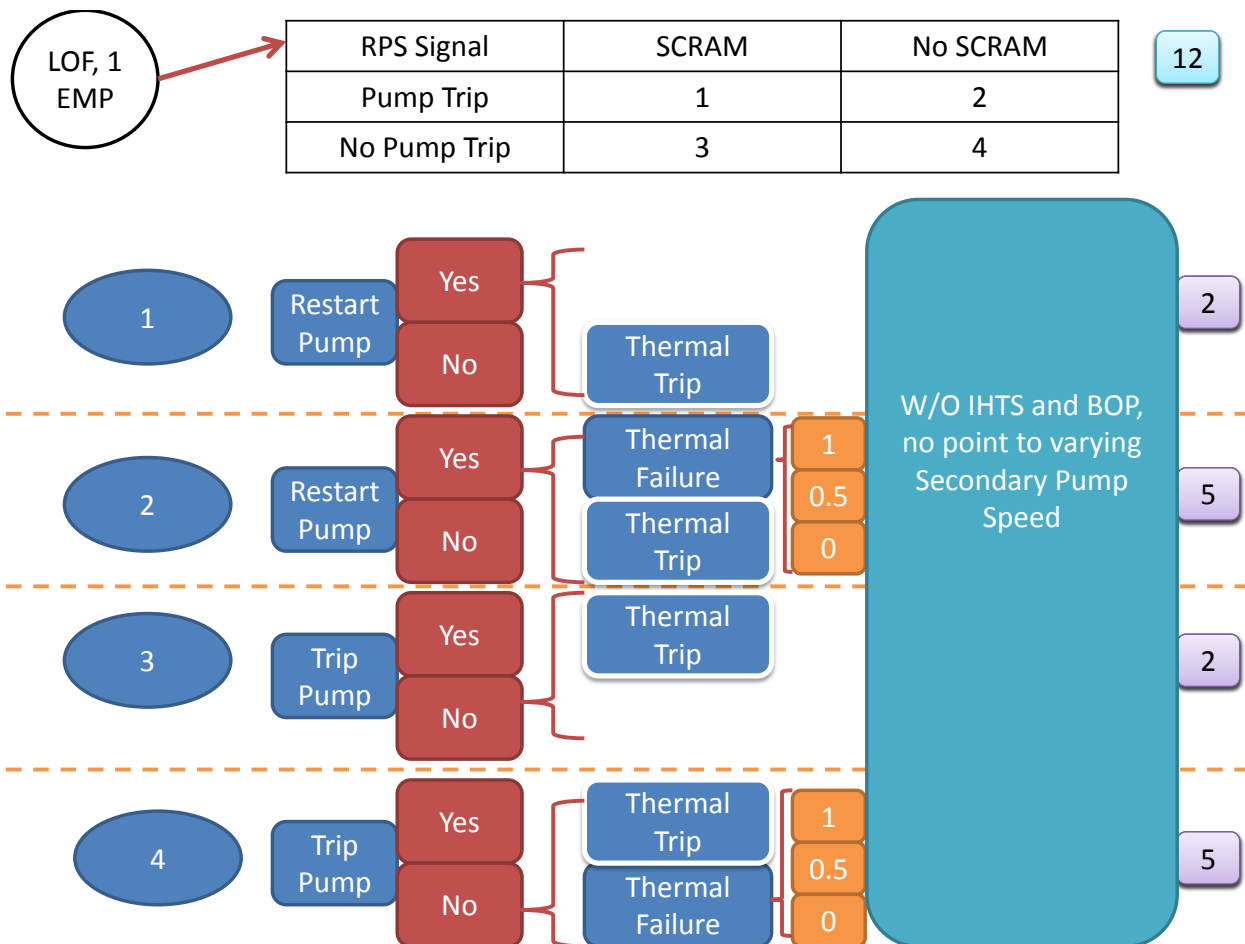 LOF, 1
EMP
RPS Signal SCRAM No SCRAM
Pump Trip 1 2
No Pump Trip 3 4
12
1
Restart
Pump
Yes
No
Thermal
Trip
2
2
Restart
Pump
Yes
No
Thermal
Failure
Thermal
Trip
1
0.5
0
5
3
Trip
Pump
Yes
No
Thermal
Trip
2
4
Trip
Pump
Yes
No
Thermal
Trip
Thermal
Failure
1
0.5
0
5
W/O IHTS and BOP,
no point to varying
Secondary Pump
Speed